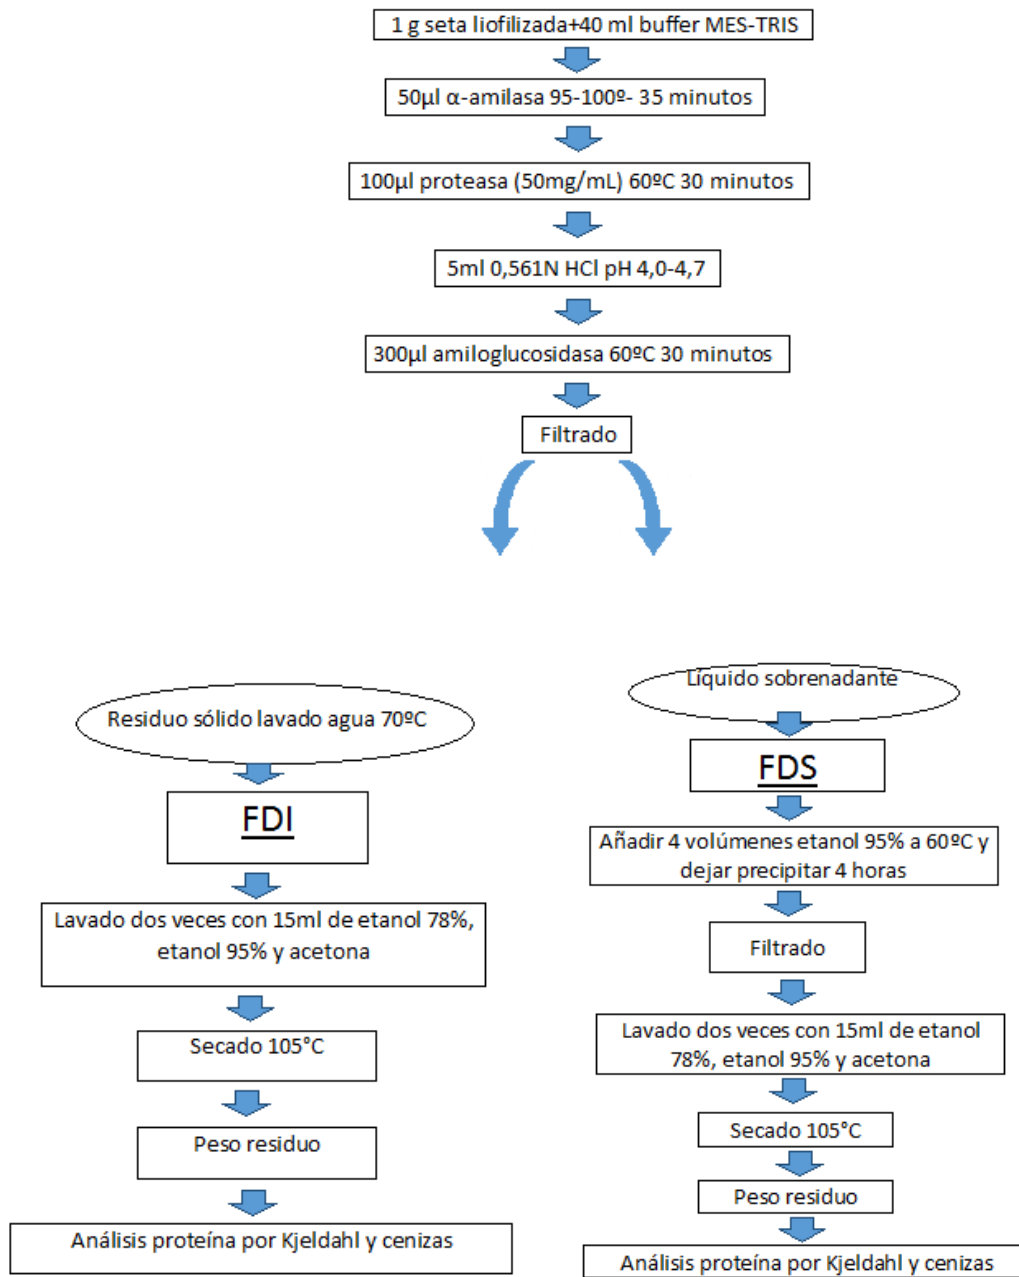 1 g seta liofilizada+40 ml buffer MES-TRIS
50µl α-amilasa 95-100º- 35 minutos
100µl proteasa (50mg/mL) 60ºC 30 minutos
5ml 0,561N HCl pH 4,0-4,7
300µl amiloglucosidasa 60ºC 30 minutos
Filtrado
Residuo sólido lavado agua 70ºC
FDI
Lavado dos veces con 15ml de etanol 78%,
etanol 95% y acetona
Secado 105°C
Peso residuo
Análisis proteína por Kjeldahl y cenizas
Líquido sobrenadante
FDS
Añadir 4 volúmenes etanol 95% a 60ºC y
dejar precipitar 4 horas
Filtrado
Lavado dos veces con 15ml de etanol
78%, etanol 95% y acetona
Secado 105°C
Peso residuo
Análisis proteína por Kjeldahl y cenizas